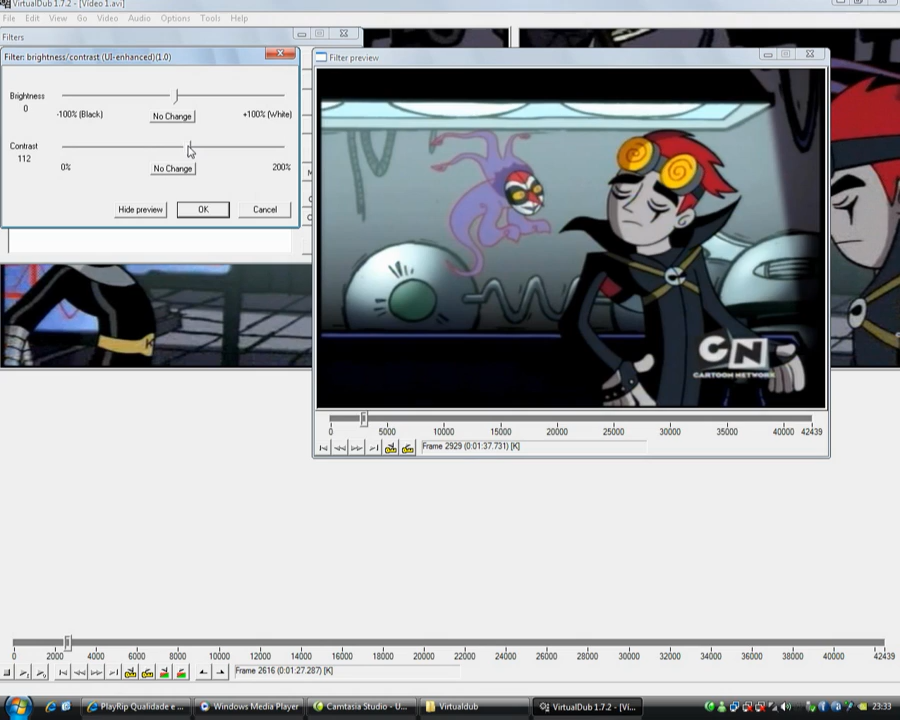 VirtualDub 1.7.2 - [Video 1.avi]
File Edit View Go Video Audio Options Tools Help
Filters
Filter: brightness/contrast (UI-enhanced)(1.0)
Brightness
0
-100% (Black)
No Change
+100% (White)
Contrast
112
0%
No Change
200%
Hide preview
OK
Cancel
Filter preview
CN
CARTOON NETWORK
K
0 5000 10000 15000 20000 25000 30000 35000 40000 42439
Frame 2929 (0:01:37.731) [K]
0 2000 4000 6000 8000 10000 12000 14000 16000 18000 20000 22000 24000 26000 28000 30000 32000 34000 36000 38000 40000 42439
Frame 2616 (0:01:27.287) [K]
PlayRip Qualidade e ...
Windows Media Player
Camtasia Studio - U...
Virtualdub
VirtualDub 1.7.2 - [Vi...
23:33